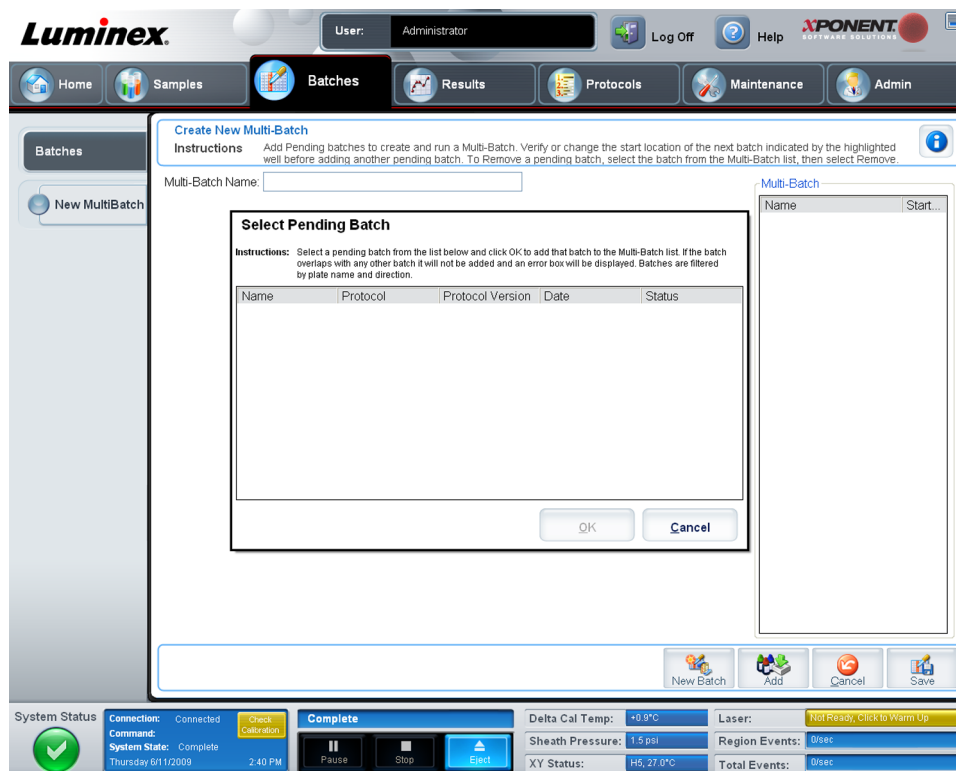 Luminex.
User: Administrator
Log Off
Help
XPONENT.
SOFTWARE SOLUTIONS
Home
Samples
Batches
Results
Protocols
Maintenance
Admin
Batches
New MultiBatch
Create New Multi-Batch
Instructions Add Pending batches to create and run a Multi-Batch. Verify or change the start location of the next batch indicated by the highlighted
well before adding another pending batch. To Remove a pending batch, select the batch from the Multi-Batch list, then select Remove.
Multi-Batch Name:
Multi-Batch
Name Start...
Select Pending Batch
Instructions: Select a pending batch from the list below and click OK to add that batch to the Multi-Batch list. If the batch
overlaps with any other batch it will not be added and an error box will be displayed. Batches are filtered
by plate name and direction.
Name Protocol Protocol Version Date Status
OK Cancel
New Batch Add Cancel Save
System Status
Connection: Connected
Command:
System State: Complete
Thursday 6/11/2009 2:40 PM
Check
Calibration
Complete
Pause Stop Eject
Delta Cal Temp: +0.9°C
Sheath Pressure: 1.5 psi
XY Status: H5, 27.0°C
Laser: Not Ready, Click to Warm Up
Region Events: 0/sec
Total Events: 0/sec